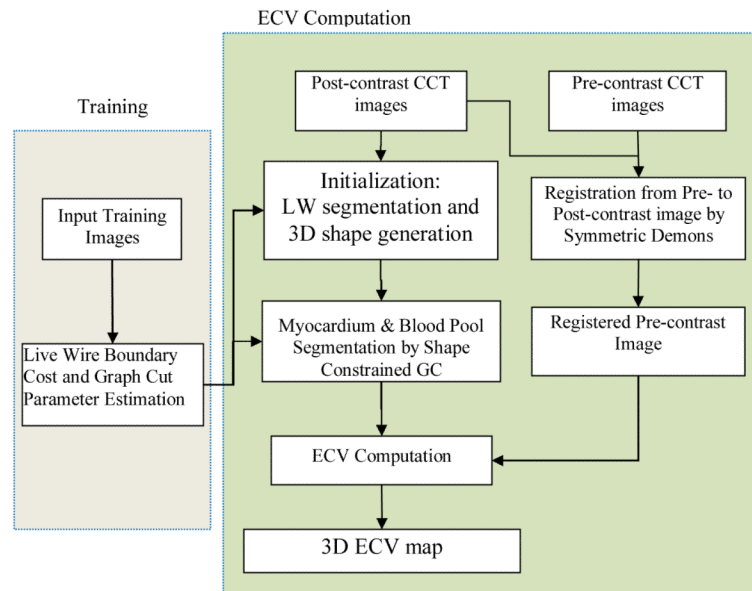 ECV Computation
Training
Input Training
Images
Live Wire Boundary
Cost and Graph Cut
Parameter Estimation
Post-contrast CCT
images
Pre-contrast CCT
images
Initialization:
LW segmentation and
3D shape generation
Registration from Pre- to
Post-contrast image by
Symmetric Demons
Myocardium & Blood Pool
Segmentation by Shape
Constrained GC
Registered Pre-contrast
Image
ECV Computation
3D ECV map